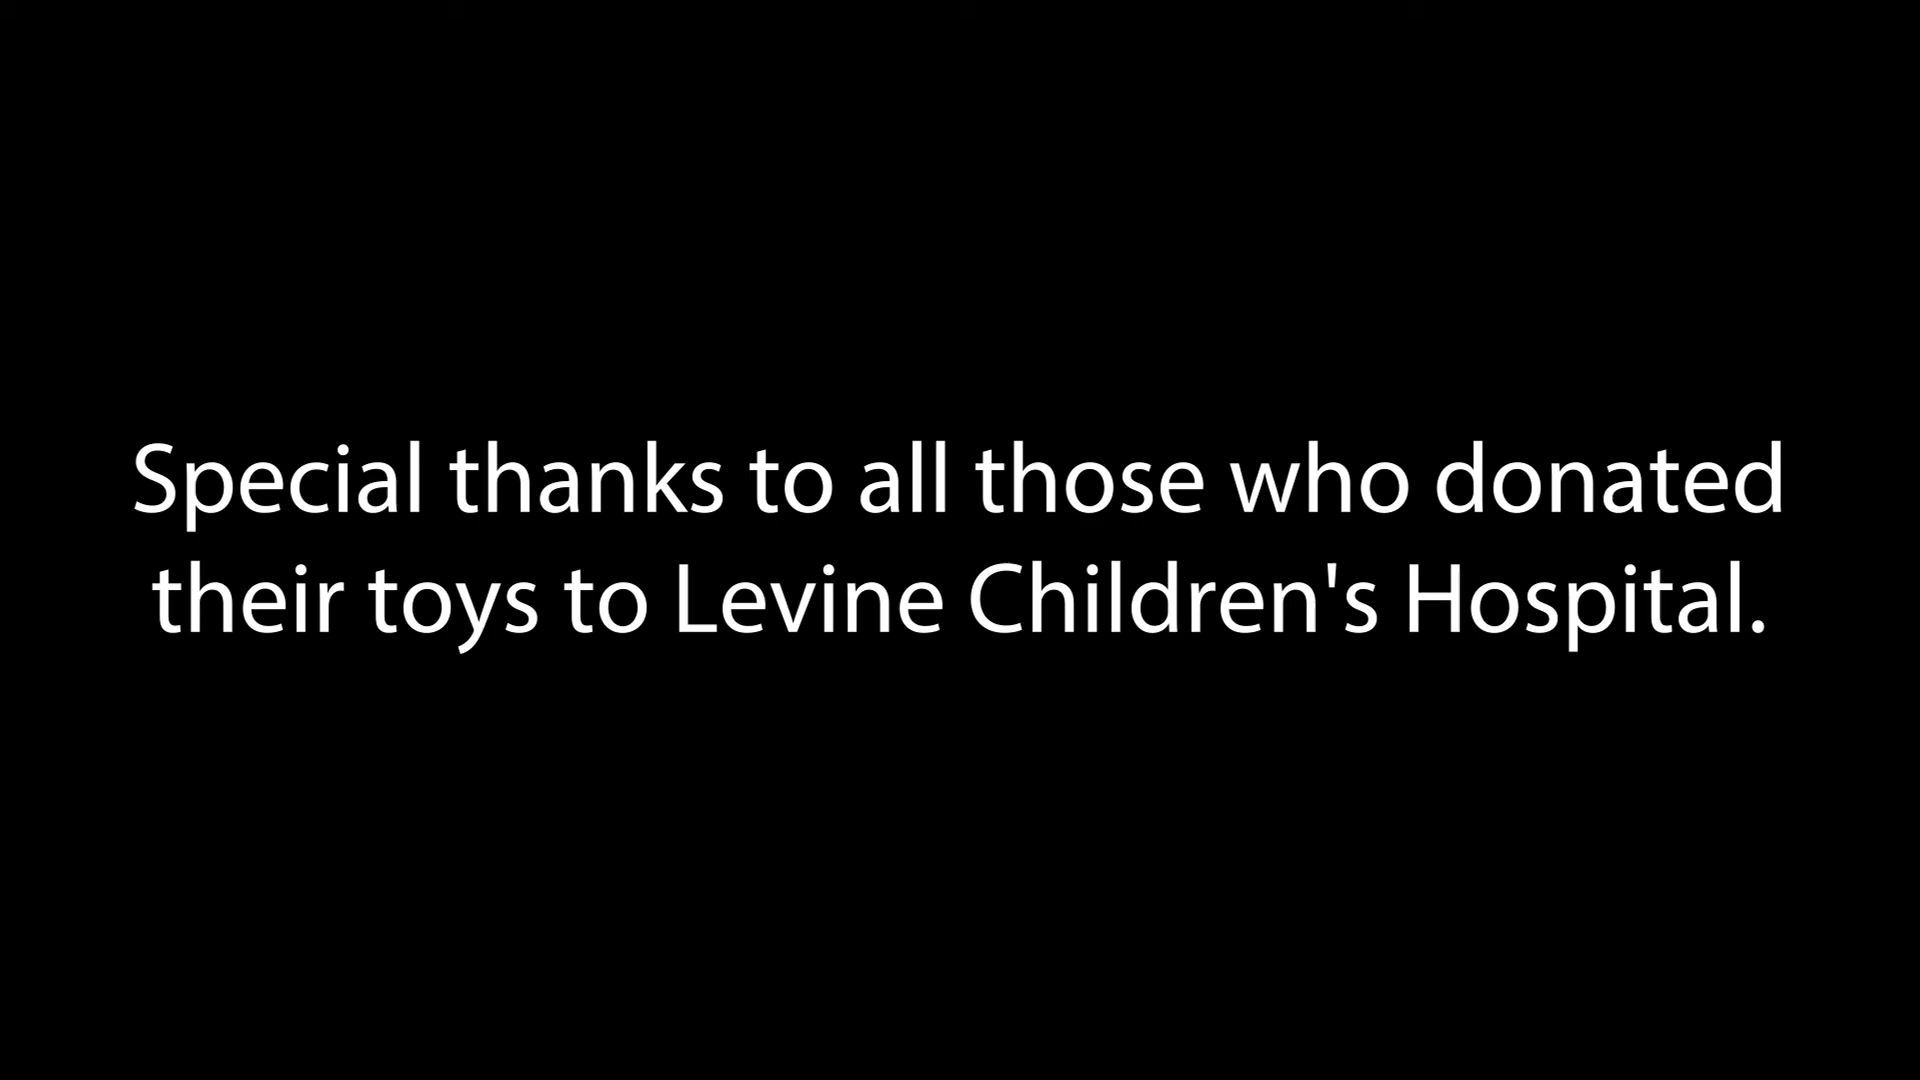 Special thanks to all those who donated
their toys to Levine Children's Hospital.